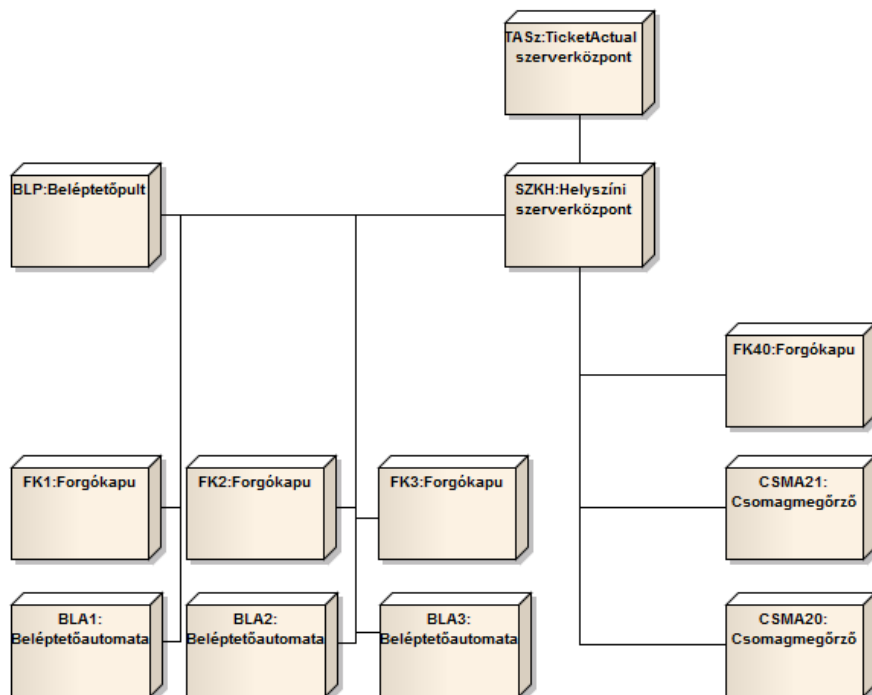 TASz:TicketActual
szerverközpont
BLP:Beléptetőpult
SZKH:Helyszíni
szerverközpont
FK40:Forgókapu
FK1:Forgókapu
FK2:Forgókapu
FK3:Forgókapu
CSMA21:
Csomagmegőrző
BLA1:
Beléptetőautomata
BLA2:
Beléptetőautomata
BLA3:
Beléptetőautomata
CSMA20:
Csomagmegőrző